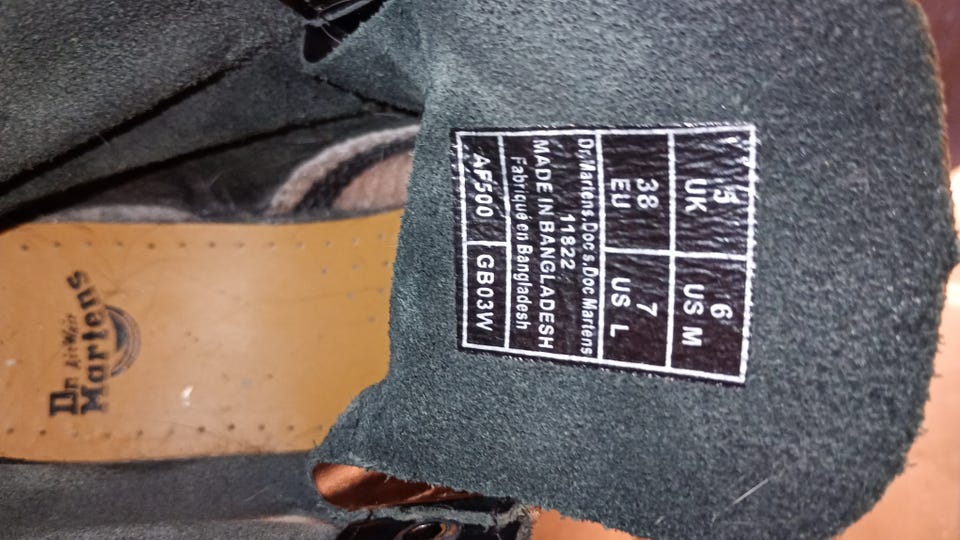 5 6
UK US M
38 7
EU US L
Dr. Martens. Doc's. Doc Martens
11822
MADE IN BANGLADESH
Fabriqué en Bangladesh
AF500 GB03W
Dr. AirWair
Martens